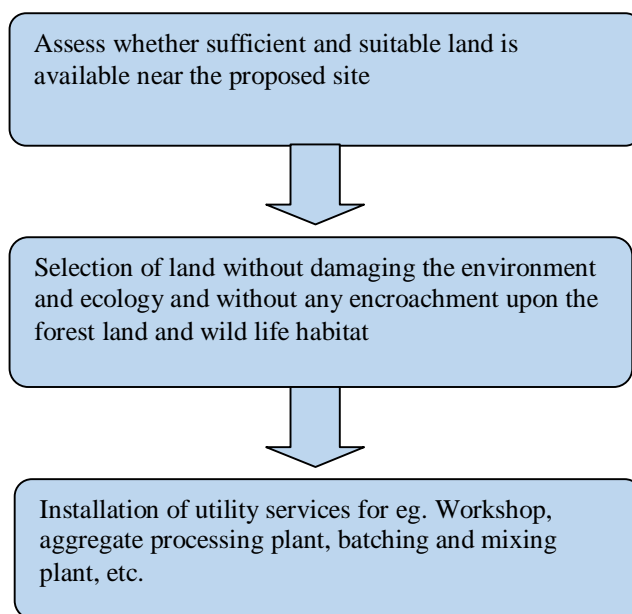 Assess whether sufficient and suitable land is
available near the proposed site
Selection of land without damaging the environment
and ecology and without any encroachment upon the
forest land and wild life habitat
Installation of utility services for eg. Workshop,
aggregate processing plant, batching and mixing
plant, etc.